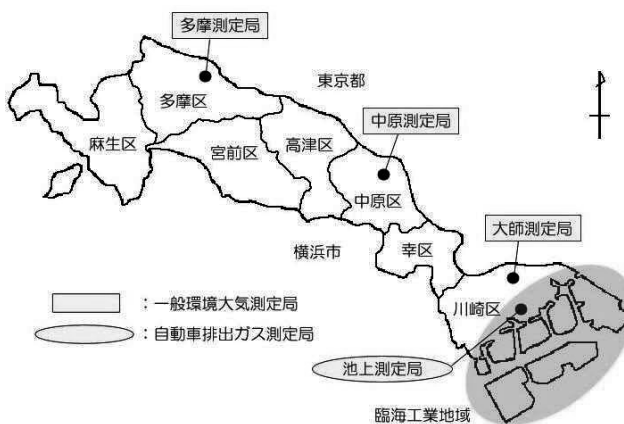 多摩測定局
東京都
多摩区
中原測定局
麻生区
宮前区
高津区
中原区
大師測定局
横浜市
幸区
川崎区
：一般環境大気測定局
：自動車排出ガス測定局
池上測定局
臨海工業地域